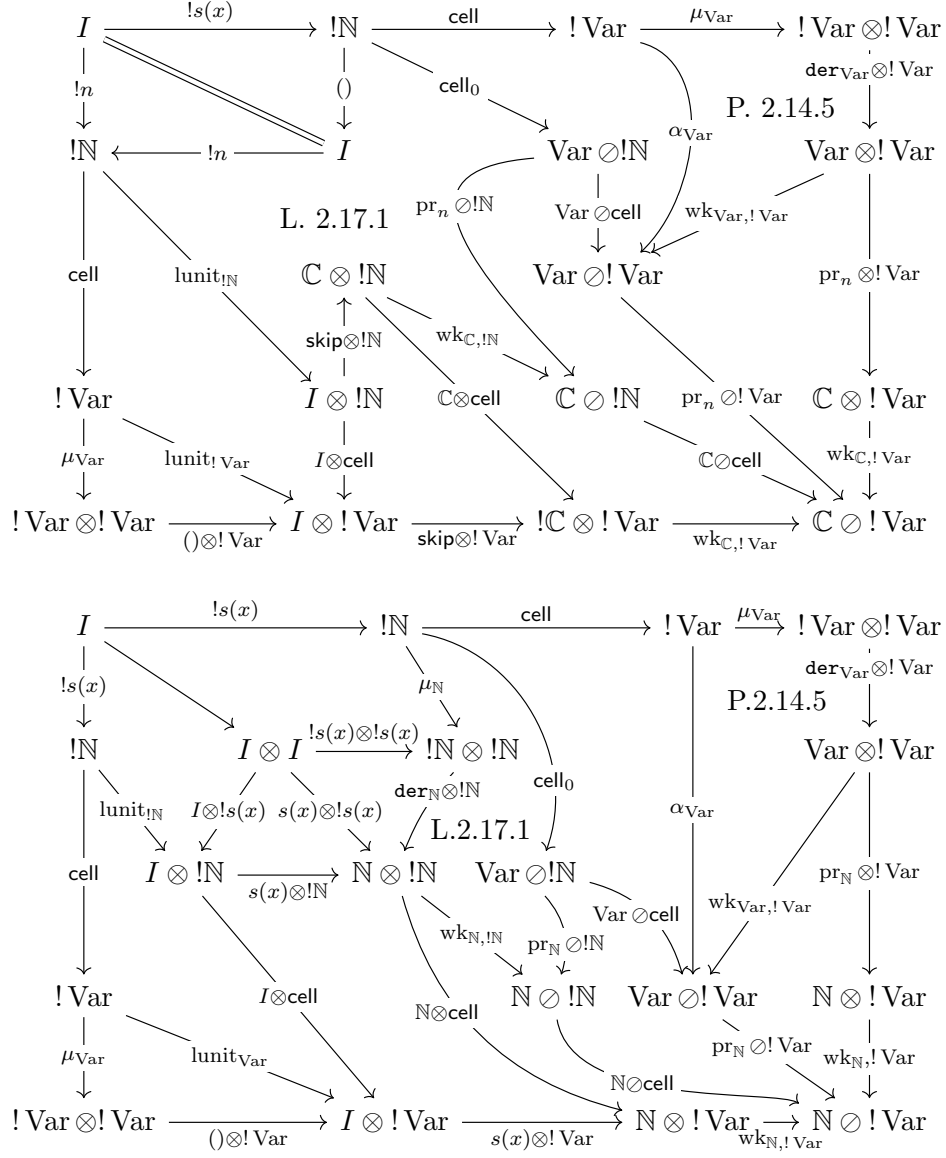 I !s(x) !ℕ cell !Var μ_Var !Var ⊗!Var
!n () cell₀ der_Var⊗!Var
P. 2.14.5
!ℕ !n I Var ⊘!ℕ α_Var Var ⊗!Var
pr_n ⊘!ℕ Var ⊘cell wk_Var,!Var
L. 2.17.1
cell lunit_!ℕ ℂ ⊗ !ℕ Var ⊘!Var pr_n ⊗!Var
skip⊗!ℕ wk_ℂ,!ℕ
!Var I ⊗ !ℕ ℂ⊗cell ℂ ⊘ !ℕ pr_n ⊘!Var ℂ ⊗ !Var
μ_Var lunit_!Var I⊗cell ℂ⊘cell wk_ℂ,!Var
!Var ⊗!Var ()⊗!Var I ⊗ !Var skip⊗!Var !ℂ ⊗ !Var wk_ℂ,!Var ℂ ⊘ !Var
I !s(x) !ℕ cell !Var μ_Var !Var ⊗!Var
!s(x) μ_ℕ der_Var⊗!Var
P.2.14.5
!ℕ I ⊗ I !s(x)⊗!s(x) !ℕ ⊗ !ℕ cell₀ Var ⊗!Var
lunit_!ℕ I⊗!s(x) s(x)⊗!s(x) der_ℕ⊗!ℕ α_Var
L.2.17.1
cell I ⊗ !ℕ s(x)⊗!ℕ ℕ ⊗ !ℕ Var ⊘!ℕ pr_ℕ ⊗!Var
wk_ℕ,!ℕ pr_ℕ ⊘!ℕ Var ⊘cell wk_Var,!Var
!Var I⊗cell ℕ⊗cell ℕ ⊘ !ℕ Var ⊘!Var ℕ ⊗ !Var
μ_Var lunit_Var ℕ⊘cell pr_ℕ ⊘!Var wk_ℕ,!Var
!Var ⊗!Var ()⊗!Var I ⊗ !Var s(x)⊗!Var ℕ ⊗ !Var wk_ℕ,!Var ℕ ⊘ !Var